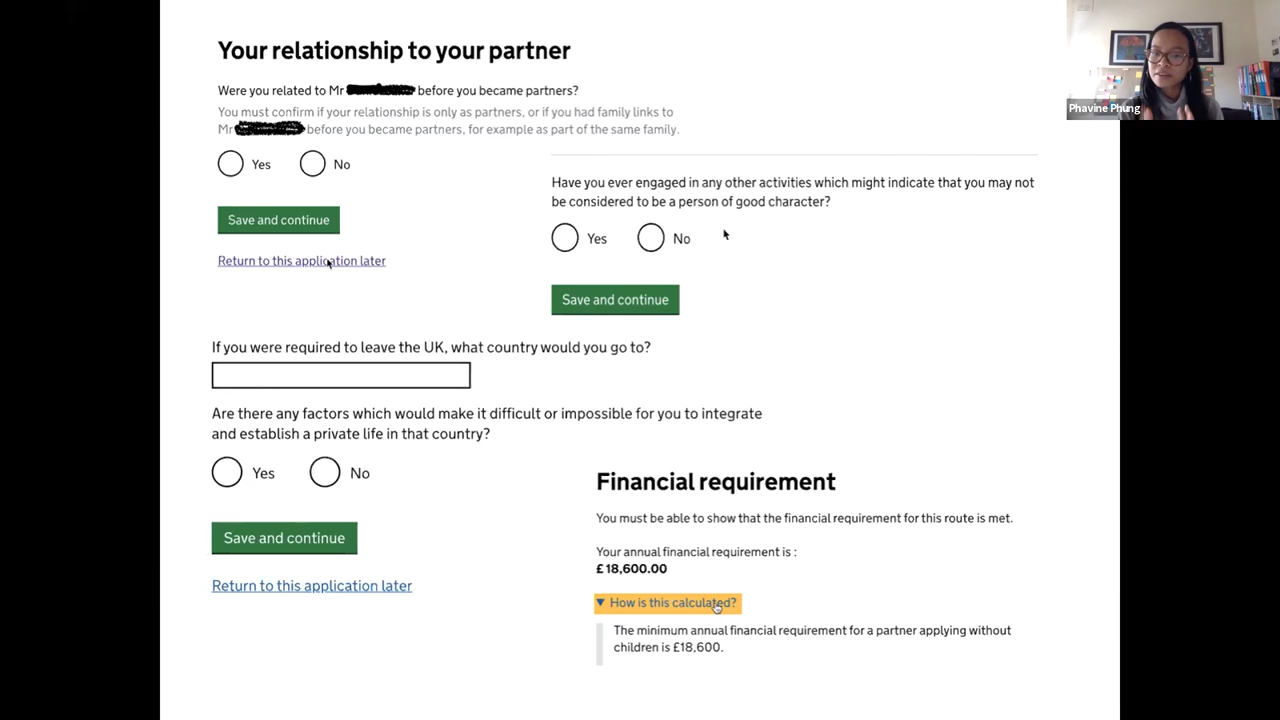 Your relationship to your partner
Were you related to Mr before you became partners?
You must confirm if your relationship is only as partners, or if you had family links to
Mr before you became partners, for example as part of the same family.
Yes No
Save and continue
Return to this application later
Have you ever engaged in any other activities which might indicate that you may not
be considered to be a person of good character?
Yes No
Save and continue
If you were required to leave the UK, what country would you go to?
Are there any factors which would make it difficult or impossible for you to integrate
and establish a private life in that country?
Yes No
Save and continue
Return to this application later
Financial requirement
You must be able to show that the financial requirement for this route is met.
Your annual financial requirement is :
£18,600.00
How is this calculated?
The minimum annual financial requirement for a partner applying without
children is £18,600.
Phavine Phung